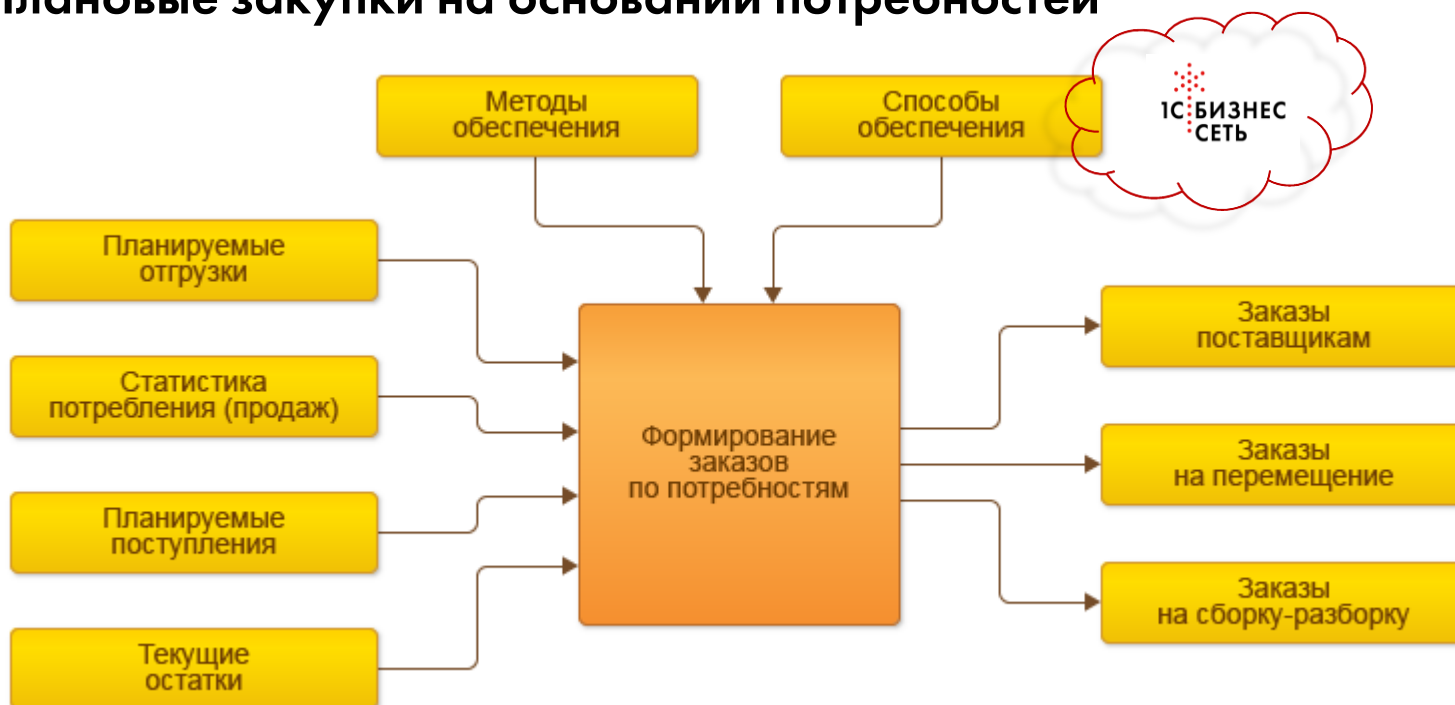 плановые закупки на основании потребностей
Методы
обеспечения
Способы
обеспечения
1С БИЗНЕС
СЕТЬ
Планируемые
отгрузки
Статистика
потребления (продаж)
Планируемые
поступления
Текущие
остатки
Формирование
заказов
по потребностям
Заказы
поставщикам
Заказы
на перемещение
Заказы
на сборку-разборку